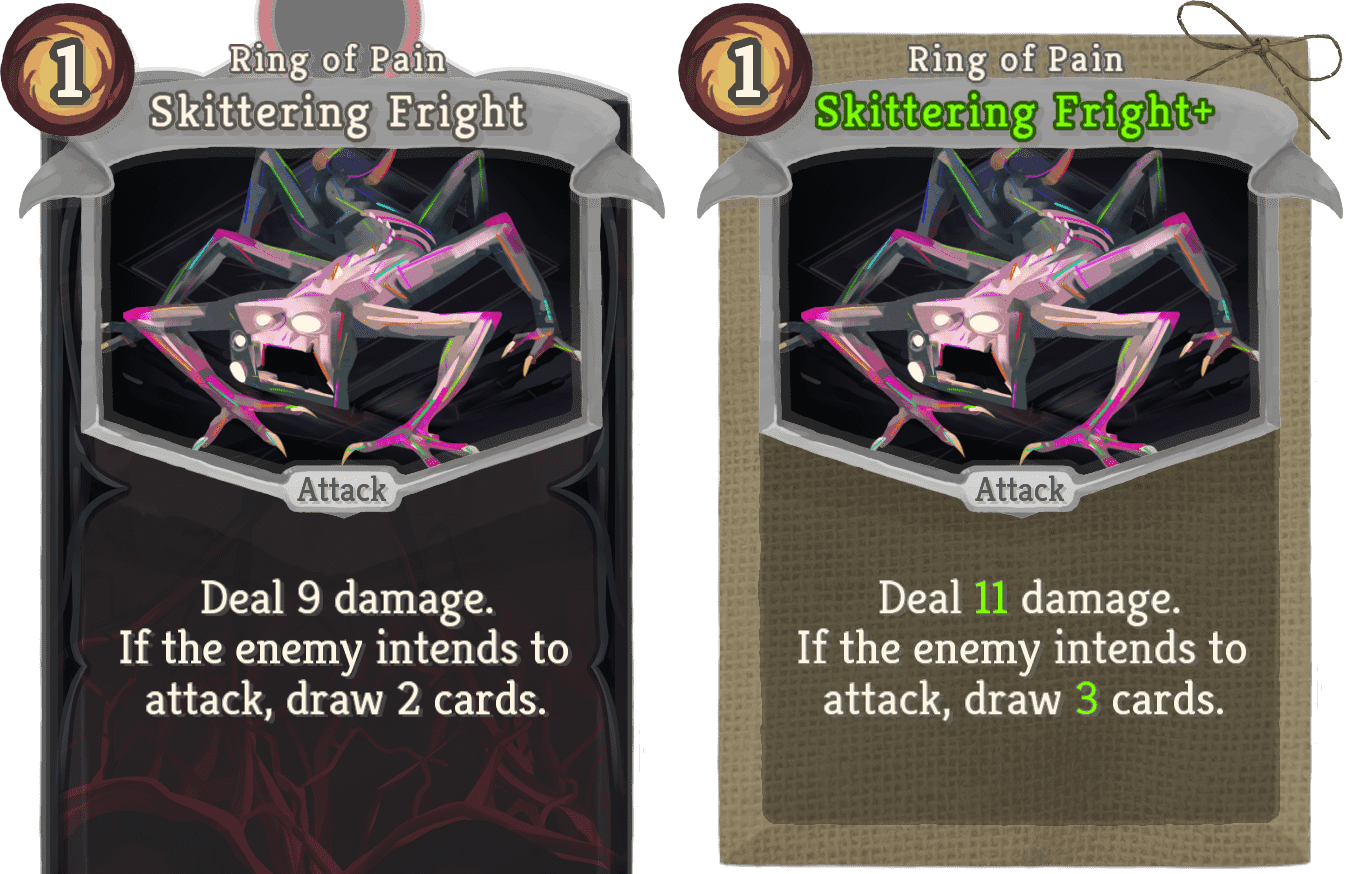 1
Ring of Pain
Skittering Fright
Attack
Deal 9 damage.
If the enemy intends to
attack, draw 2 cards.
1
Ring of Pain
Skittering Fright+
Attack
Deal 11 damage.
If the enemy intends to
attack, draw 3 cards.